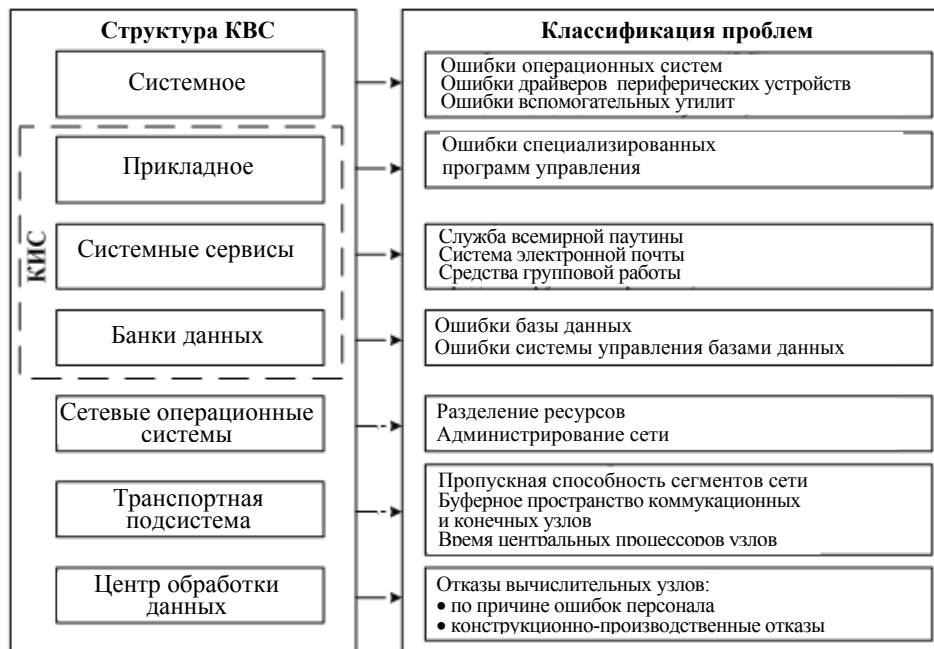 Структура КВС
Классификация проблем
Системное
Ошибки операционных систем
Ошибки драйверов периферических устройств
Ошибки вспомогательных утилит
КИС
Прикладное
Ошибки специализированных
программ управления
Системные сервисы
Служба всемирной паутины
Система электронной почты
Средства групповой работы
Банки данных
Ошибки базы данных
Ошибки системы управления базами данных
Сетевые операционные
системы
Разделение ресурсов
Администрирование сети
Транспортная
подсистема
Пропускная способность сегментов сети
Буферное пространство коммукационных
и конечных узлов
Время центральных процессоров узлов
Центр обработки
данных
Отказы вычислительных узлов:
• по причине ошибок персонала
• конструкционно-производственные отказы